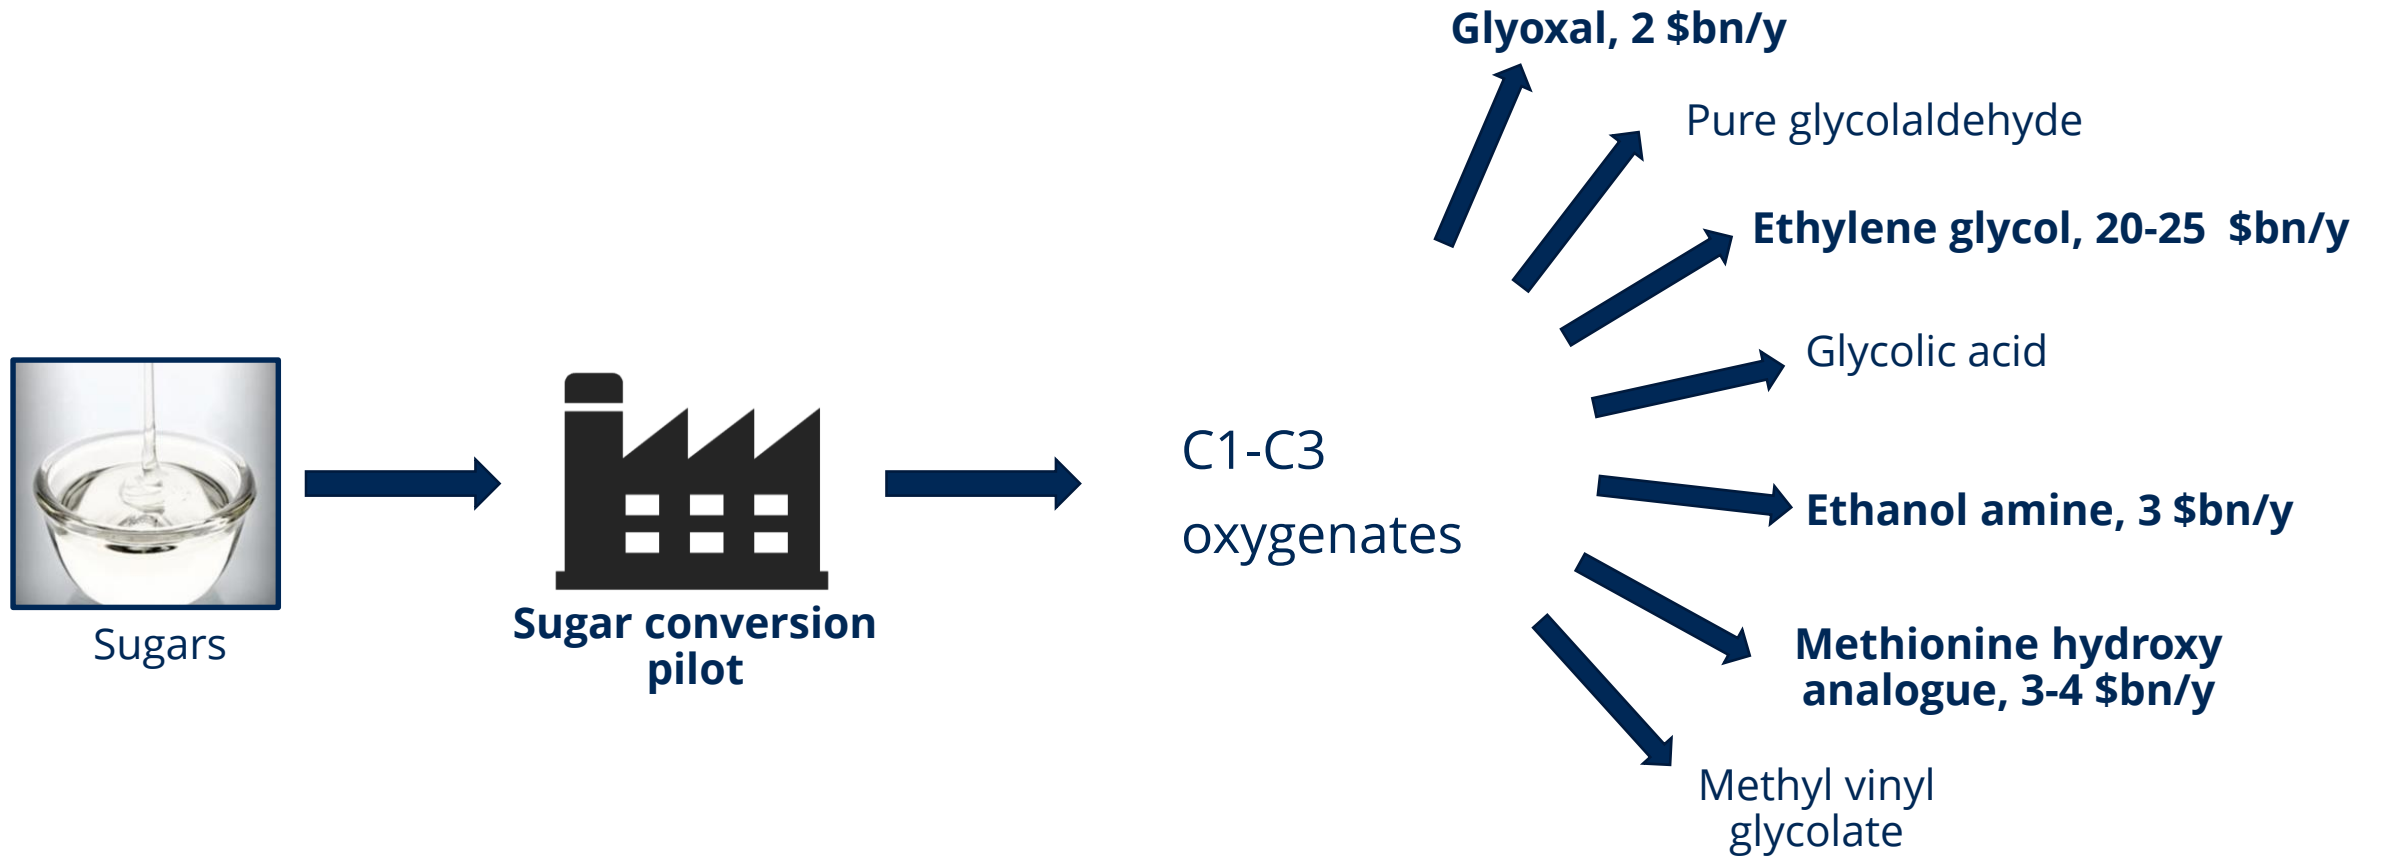 Glyoxal, 2 $bn/y
Pure glycolaldehyde
Ethylene glycol, 20-25  $bn/y
Glycolic acid
C1-C3
oxygenates
Ethanol amine, 3 $bn/y
Sugars
Sugar conversion
pilot
Methionine hydroxy
analogue, 3-4 $bn/y
Methyl vinyl
glycolate